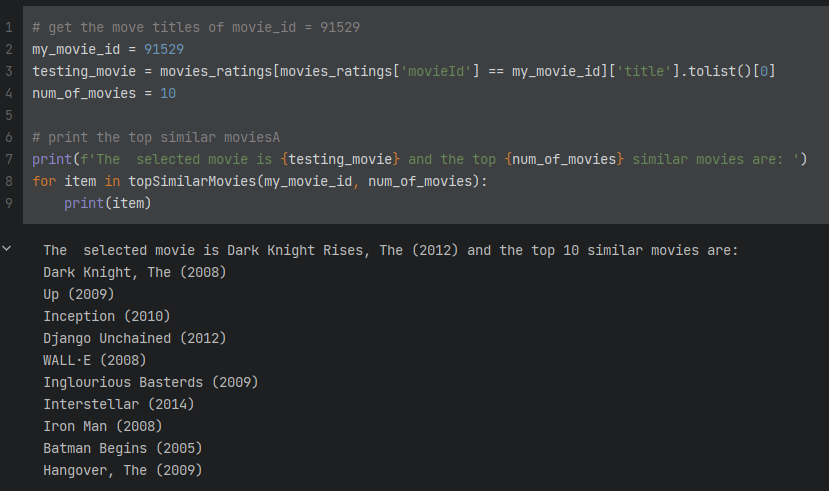 1 # get the move titles of movie_id = 91529
2 my_movie_id = 91529
3 testing_movie = movies_ratings[movies_ratings['movieId'] == my_movie_id]['title'].tolist()[0]
4 num_of_movies = 10
5
6 # print the top similar moviesA
7 print(f'The  selected movie is {testing_movie} and the top {num_of_movies} similar movies are: ')
8 for item in topSimilarMovies(my_movie_id, num_of_movies):
9     print(item)
The  selected movie is Dark Knight Rises, The (2012) and the top 10 similar movies are:
Dark Knight, The (2008)
Up (2009)
Inception (2010)
Django Unchained (2012)
WALL·E (2008)
Inglourious Basterds (2009)
Interstellar (2014)
Iron Man (2008)
Batman Begins (2005)
Hangover, The (2009)